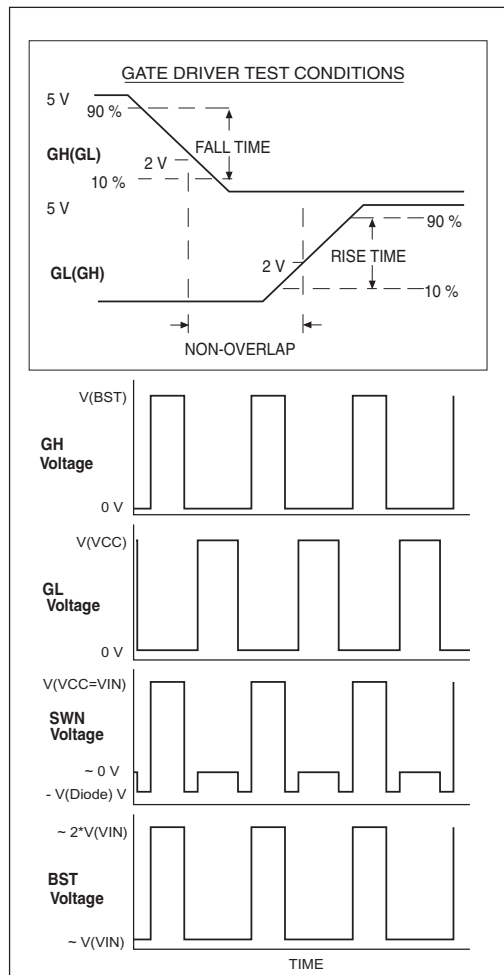 GATE DRIVER TEST CONDITIONS
5 V
90 %
FALL TIME
GH(GL)
2 V
10 %
5 V
90 %
2 V
RISE TIME
GL(GH)
10 %
NON-OVERLAP
V(BST)
GH
Voltage
0 V
V(VCC)
GL
Voltage
0 V
V(VCC=VIN)
SWN
Voltage
~ 0 V
- V(Diode) V
~ 2*V(VIN)
BST
Voltage
~ V(VIN)
TIME